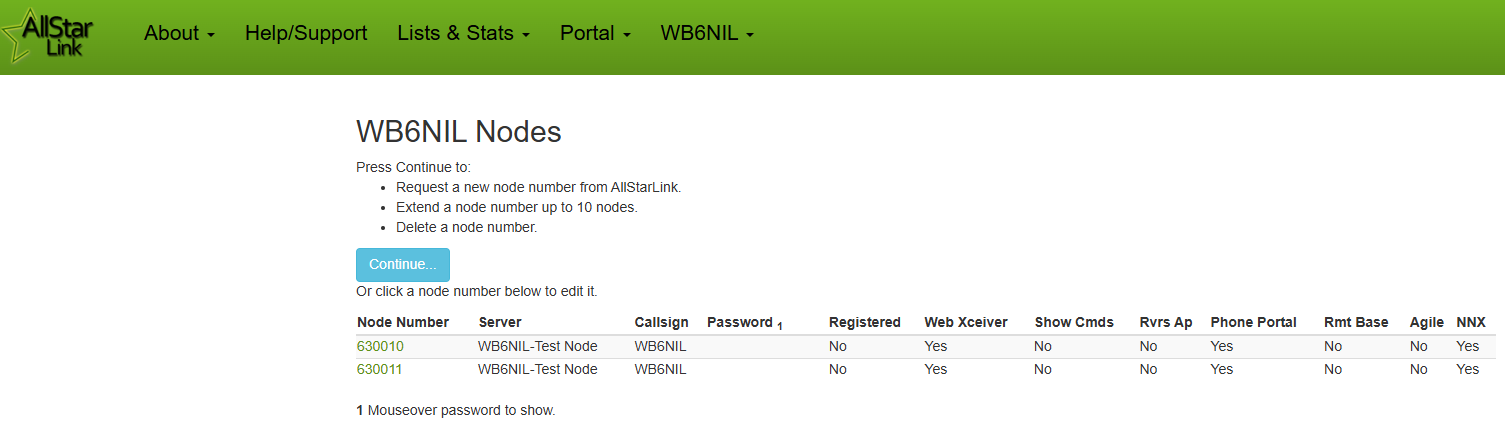 AllStar Link About Help/Support Lists & Stats Portal WB6NIL
WB6NIL Nodes
Press Continue to:
• Request a new node number from AllStarLink.
• Extend a node number up to 10 nodes.
• Delete a node number.
Continue...
Or click a node number below to edit it.
Node Number Server Callsign Password 1 Registered Web Xceiver Show Cmds Rvrs Ap Phone Portal Rmt Base Agile NNX
630010 WB6NIL-Test Node WB6NIL No Yes No No Yes No No Yes
630011 WB6NIL-Test Node WB6NIL No Yes No No Yes No No Yes
1 Mouseover password to show.